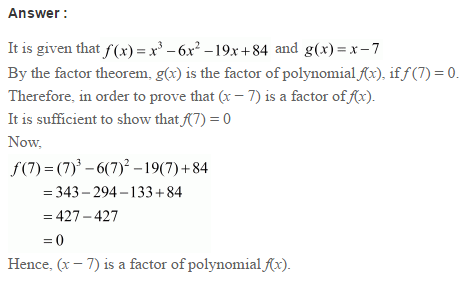 Answer :
It is given that f(x) = x³ – 6x² – 19x + 84 and g(x) = x – 7
By the factor theorem, g(x) is the factor of polynomial f(x), if f (7) = 0.
Therefore, in order to prove that (x – 7) is a factor of f(x).
It is sufficient to show that f(7) = 0
Now,
f(7) = (7)³ – 6(7)² – 19(7) + 84
= 343 – 294 – 133 + 84
= 427 – 427
= 0
Hence, (x – 7) is a factor of polynomial f(x).